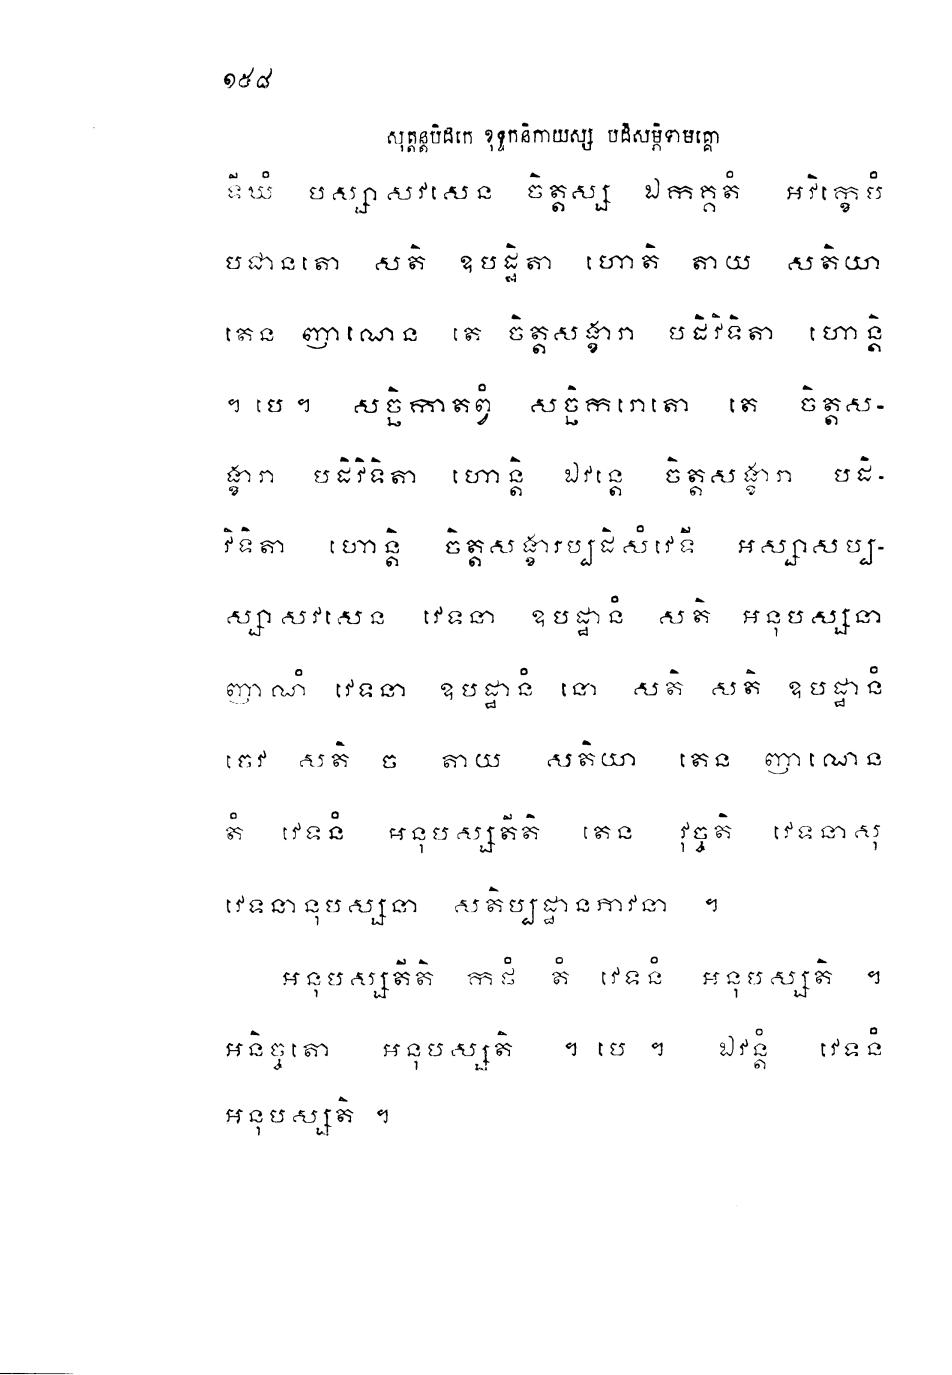 ១៥៨
សុត្តន្តបិដកេ ខុទ្ទកនិកាយស្ស បដិសម្ភិទាមគ្គោ
ទីឃំ បស្សាសវសេន ចិត្តស្ស ឯកគ្គតំ អវិក្ខេបំ
បជានតោ សតិ ឧបដ្ឋិតា ហោតិ តាយ សតិយា
តេន ញាណេន តេ ចិត្តសង្ខារា បដិវិទិតា ហោន្តិ
។ បេ ។ សច្ឆិកាតព្វំ សច្ឆិករោតោ តេ ចិត្តស-
ង្ខារា បដិវិទិតា ហោន្តិ ឯវន្តេ ចិត្តសង្ខារា បដិ-
វិទិតា ហោន្តិ ចិត្តសង្ខារប្បដិសំវេទី អស្សាសប្ប-
ស្សាសវសេន វេទនា ឧបដ្ឋានំ សតិ អនុបស្សនា
ញាណំ វេទនា ឧបដ្ឋានំ នោ សតិ សតិ ឧបដ្ឋានំ
ចេវ សតិ ច តាយ សតិយា តេន ញាណេន
តំ វេទនំ អនុបស្សតីតិ តេន វុច្ចតិ វេទនាសុ
វេទនានុបស្សនា សតិប្បដ្ឋានភាវនា ។
អនុបស្សតីតិ កថំ តំ វេទនំ អនុបស្សតិ ។
អនិច្ចតោ អនុបស្សតិ ។ បេ ។ ឯវន្តំ វេទនំ
អនុបស្សតិ ។